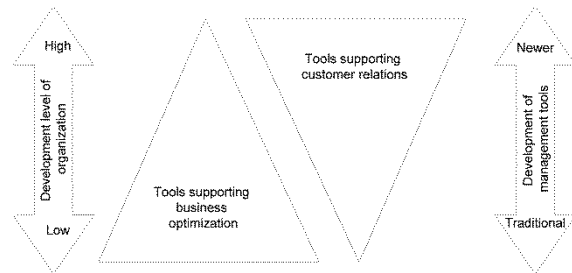 High
Development level of
organization
Low
Tools supporting
business
optimization
Tools supporting
customer relations
Newer
Development of
management tools
Traditional